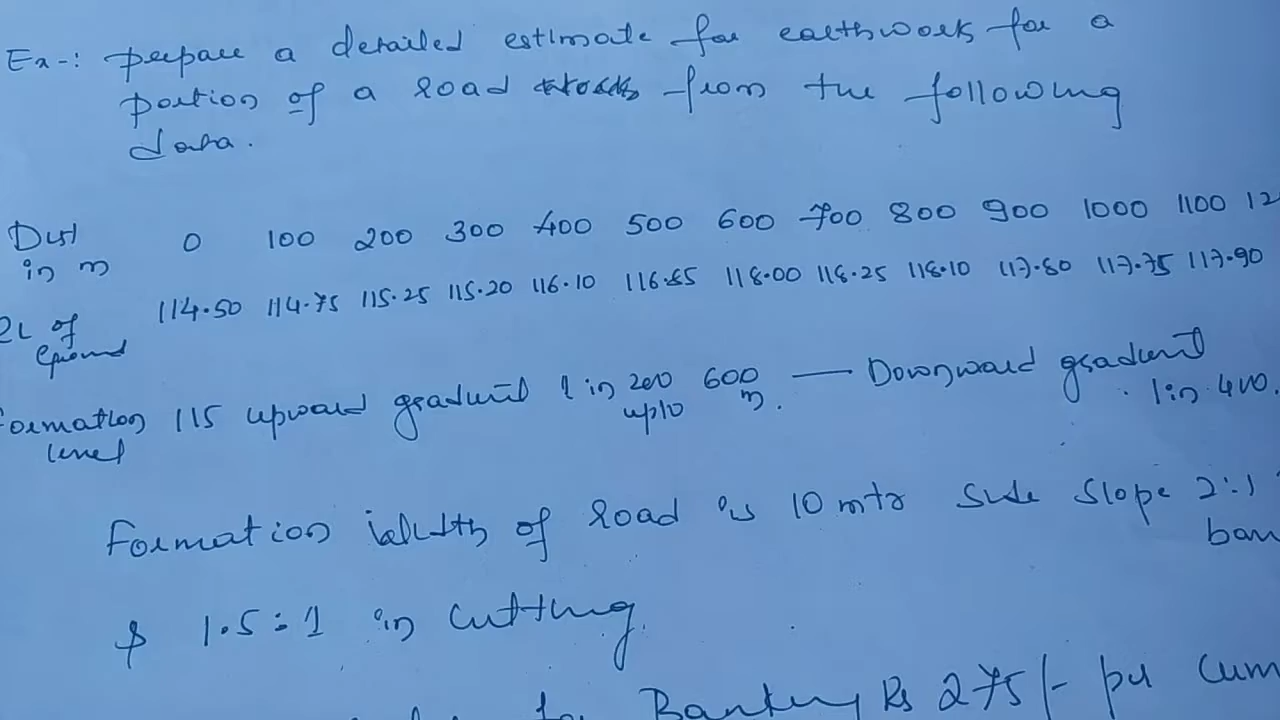 Ex-: prepare a detailed estimate for earthwork for a
portion of a road from the following
data.
Dist 0 100 200 300 400 500 600 700 800 900 1000 1100 12
in m
114.50 114.75 115.25 115.20 116.10 116.85 118.00 118.25 118.10 117.80 117.75 117.90
RL of
Ground
Formation 115 upward gradient 1 in 200 600 — Downward gradient
level upto m. 1 in 400.
Formation width of road is 10 mtr side slope 2:1
ban
& 1.5:1 in cutting.
Banking Rs 275/- per cum